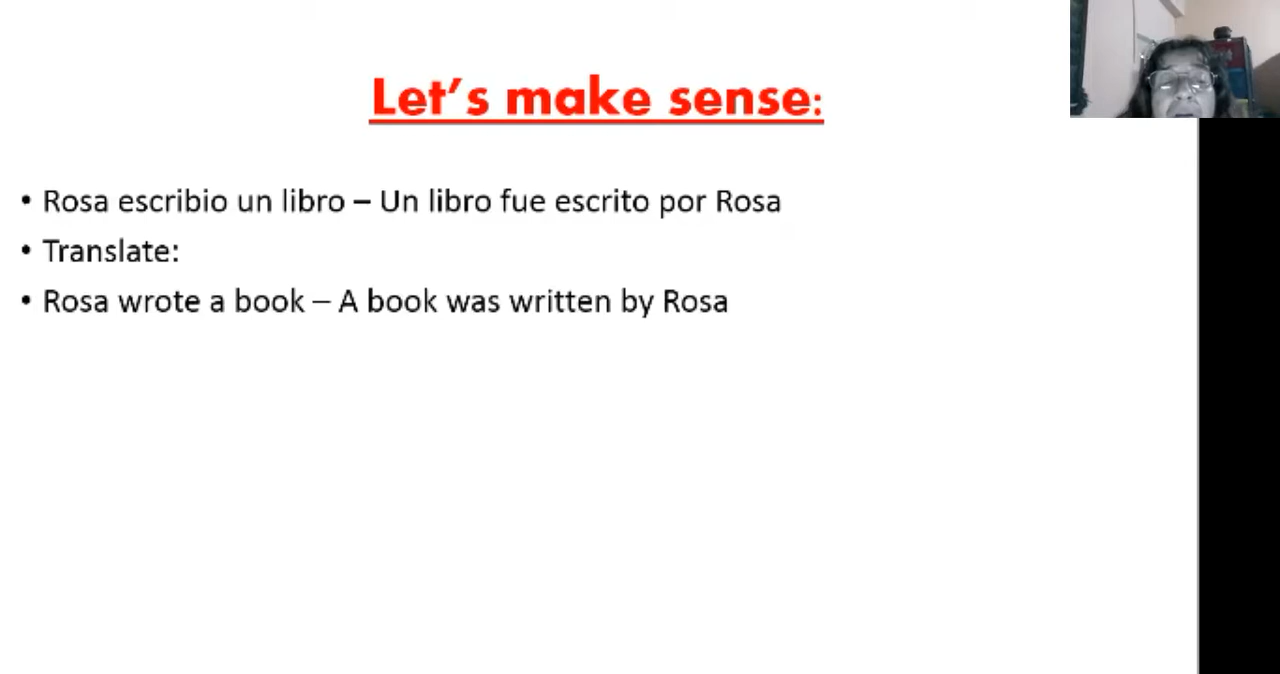 Let's make sense:
• Rosa escribio un libro – Un libro fue escrito por Rosa
• Translate:
• Rosa wrote a book – A book was written by Rosa